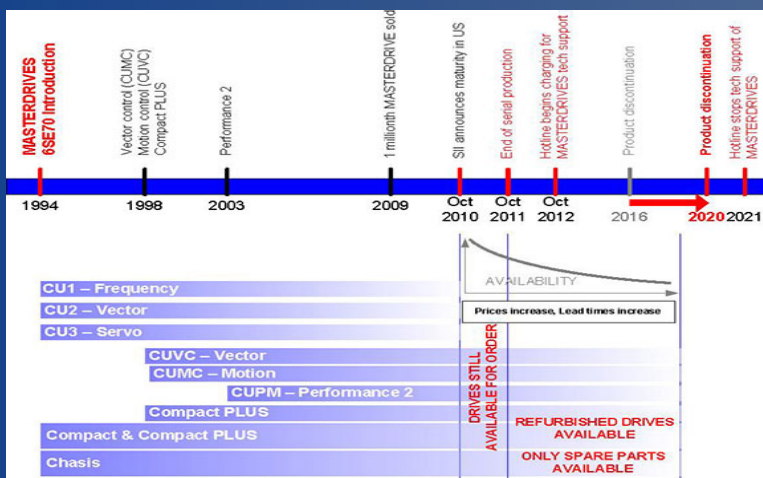 MASTERDRIVES
6SE70 Introduction
Vector control (CUMC)
Motion control (CUVC)
Compact PLUS
Performance 2
1 millionth MASTERDRIVE sold
SII announces maturity in US
End of serial production
Hotline begins charging for
MASTERDRIVES tech support
Product discontinuation
Product discontinuation
Hotline stops tech support of
MASTERDRIVES
1994
1998
2003
2009
Oct
2010
Oct
2011
Oct
2012
2016
2020
2021
AVAILABILITY
Prices increase, Lead times increase
CU1 – Frequency
CU2 – Vector
CU3 – Servo
CUVC – Vector
CUMC – Motion
CUPM – Performance 2
Compact PLUS
Compact & Compact PLUS
Chasis
DRIVES STILL
AVAILABLE FOR ORDER
REFURBISHED DRIVES
AVAILABLE
ONLY SPARE PARTS
AVAILABLE